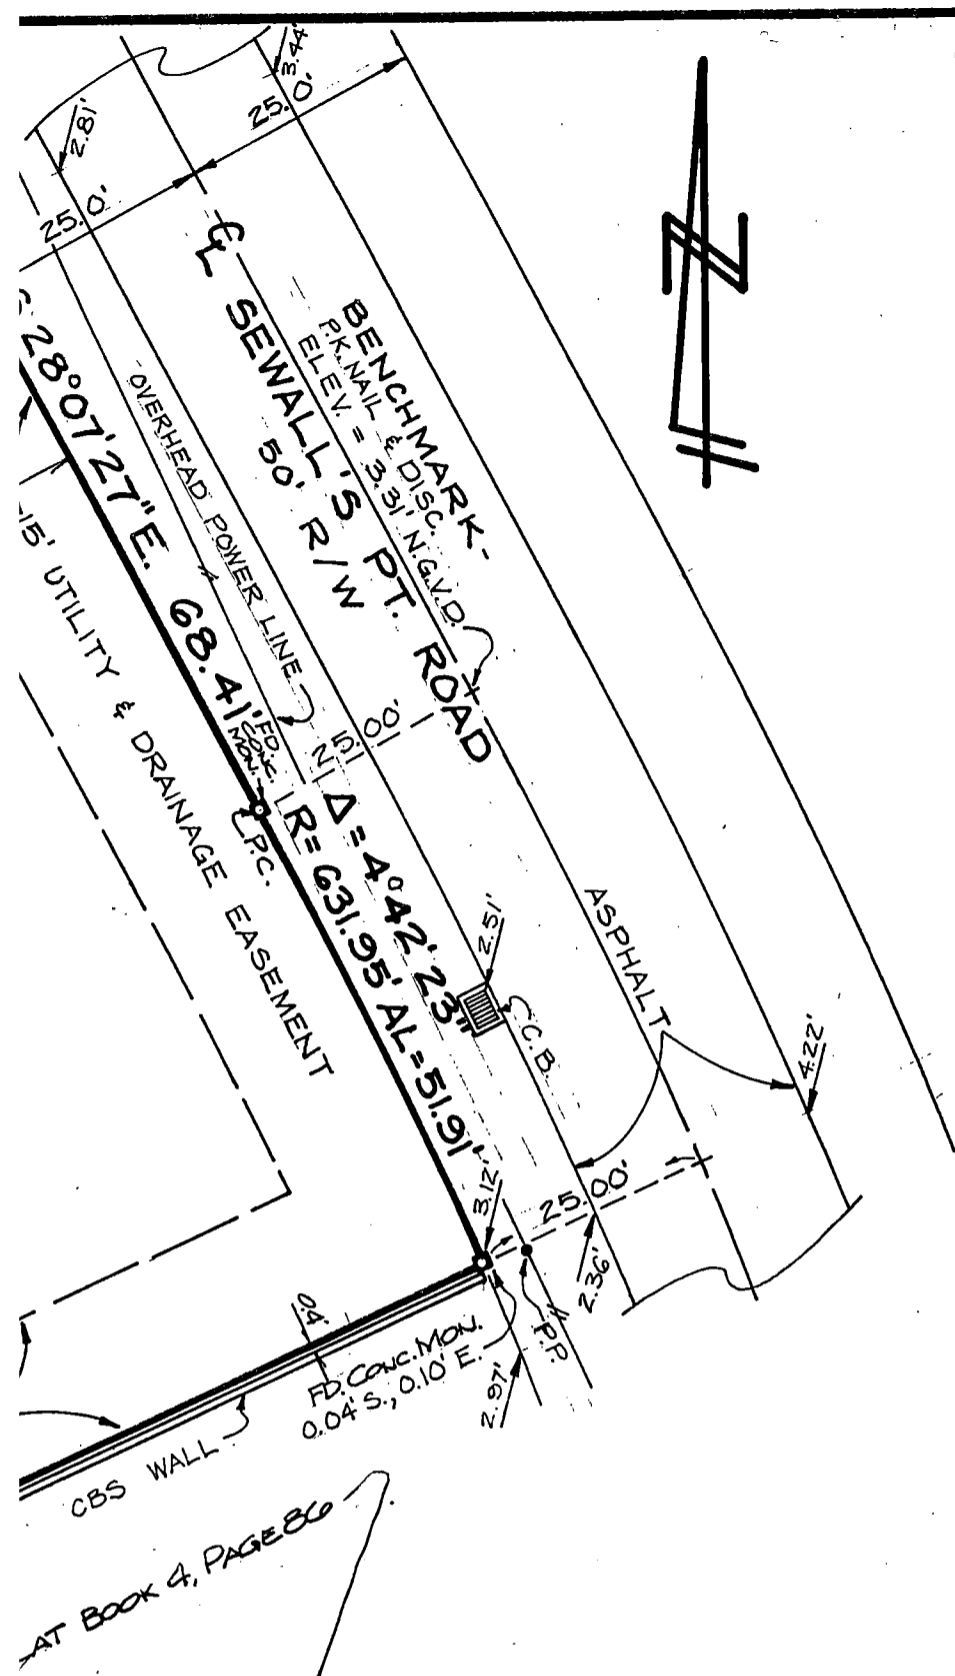 3.44'
25.0'
2.81'
25.0'
℄ SEWALL'S PT. ROAD
50' R/W
BENCHMARK-
P.K. NAIL & DISC.
ELEV. = 3.31' N.G.V.D.
28°07'27"E. 68.41'
OVERHEAD POWER LINE
15' UTILITY & DRAINAGE EASEMENT
FD.
CONC.
MON.
P.C.
25.00'
Δ = 4°42'23"
R = 631.95' AL = 51.91'
2.51'
C.B.
ASPHALT
4.22'
3.12'
25.00'
2.36'
P.P.
0.4'
FD. CONC. MON.
0.04' S., 0.10' E.
2.97'
CBS WALL
AT BOOK 4, PAGE 86